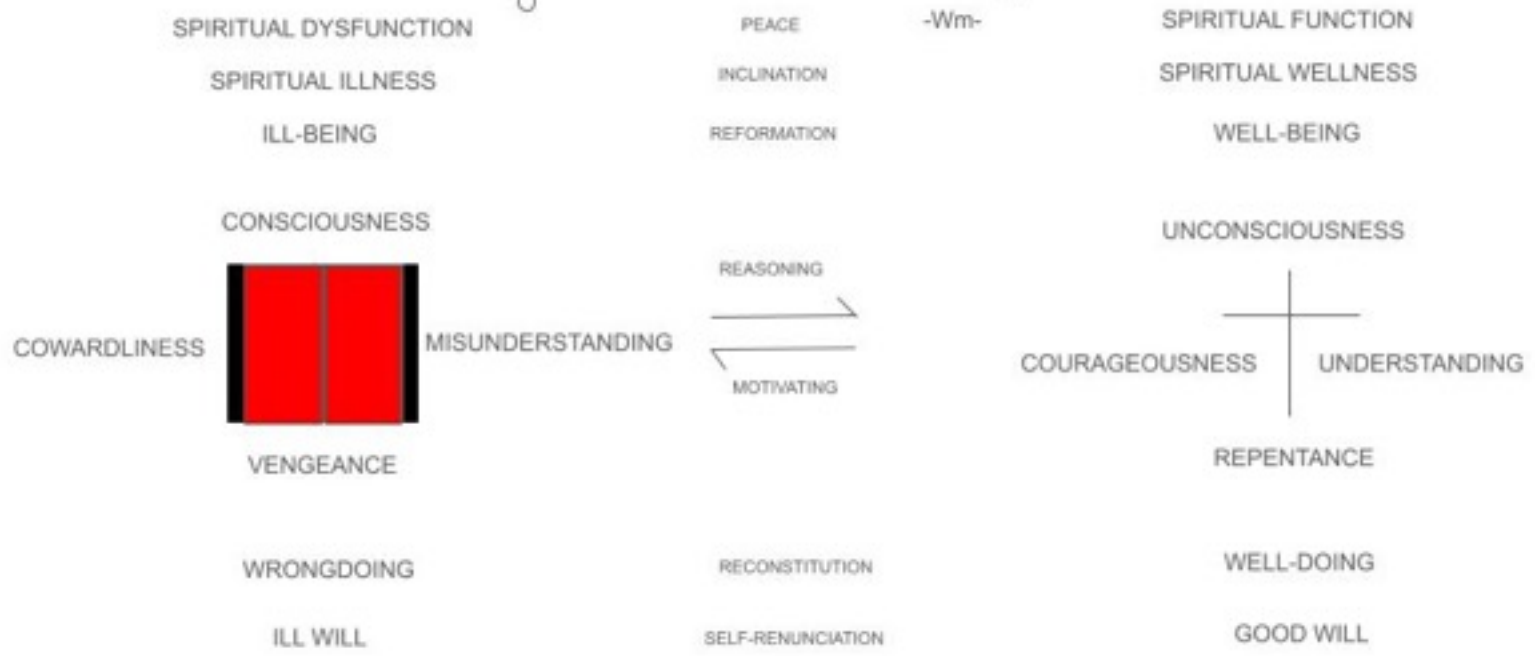 SPIRITUAL DYSFUNCTION PEACE -Wm- SPIRITUAL FUNCTION
SPIRITUAL ILLNESS INCLINATION SPIRITUAL WELLNESS
ILL-BEING REFORMATION WELL-BEING
CONSCIOUSNESS UNCONSCIOUSNESS
REASONING
COWARDLINESS MISUNDERSTANDING COURAGEOUSNESS UNDERSTANDING
MOTIVATING
VENGEANCE REPENTANCE
WRONGDOING RECONSTITUTION WELL-DOING
ILL WILL SELF-RENUNCIATION GOOD WILL